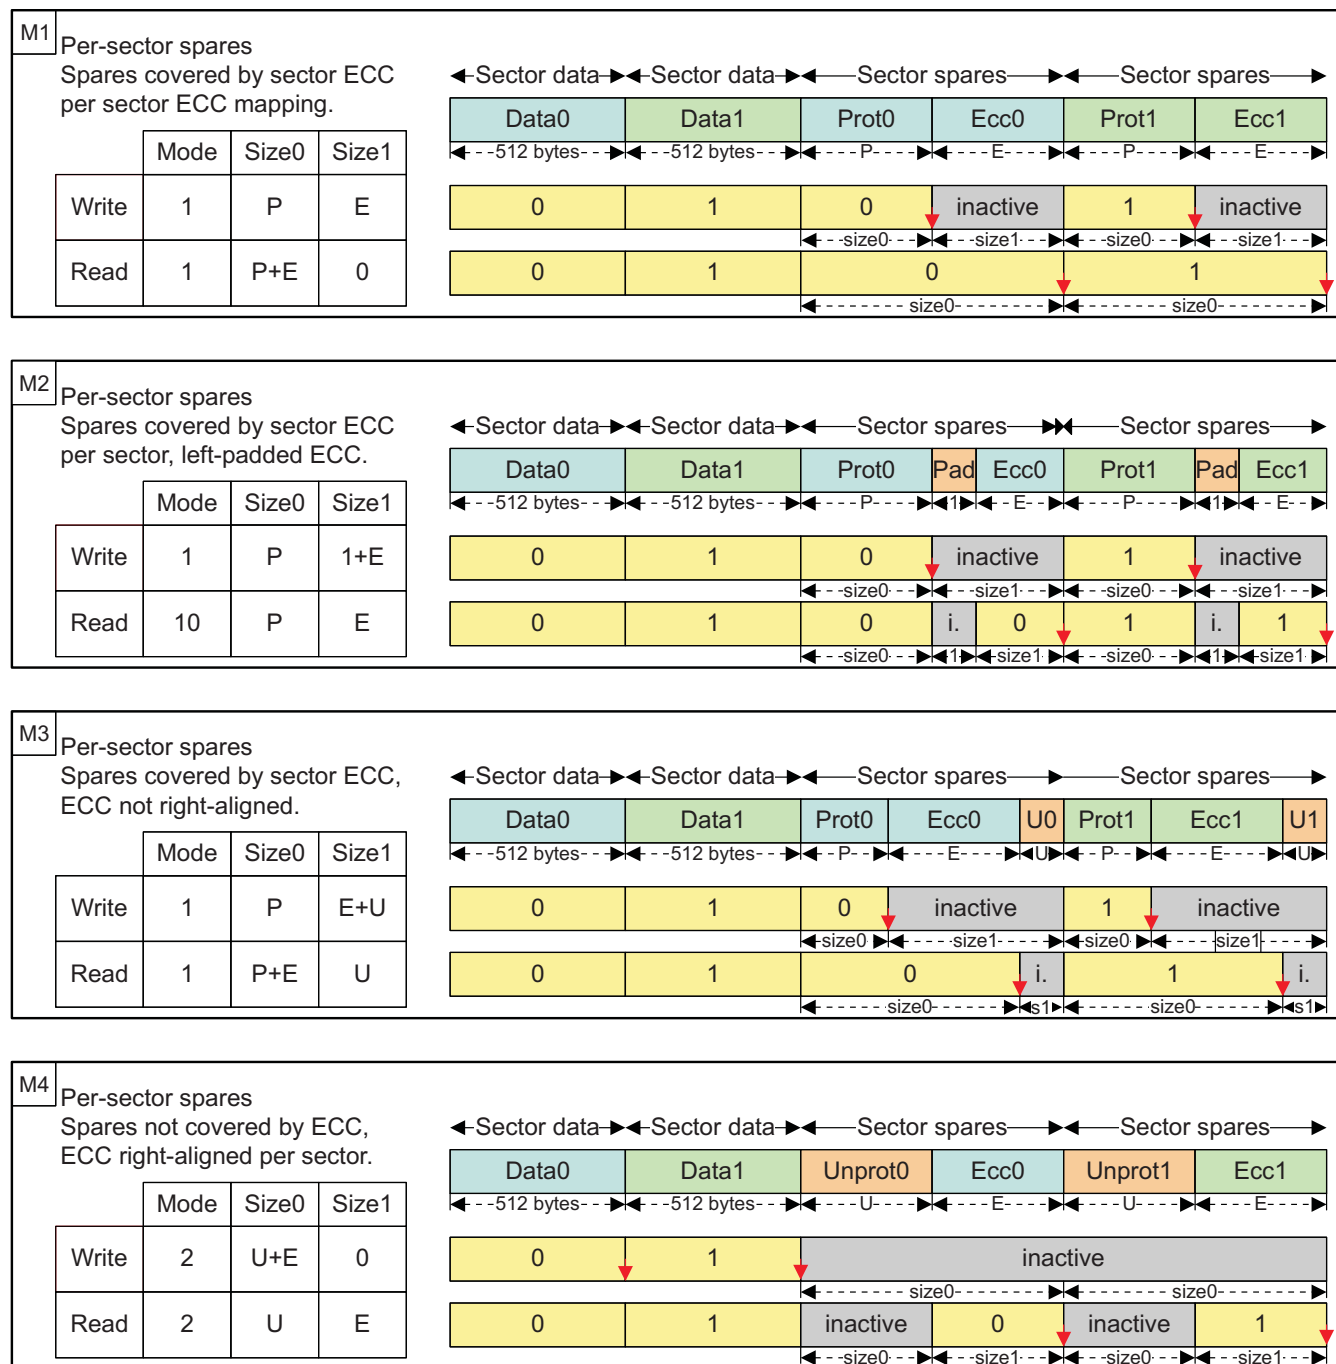 M1
Per-sector spares
Spares covered by sector ECC
per sector ECC mapping.
Mode Size0 Size1
Write 1 P E
Read 1 P+E 0
Sector data Sector data Sector spares Sector spares
Data0 Data1 Prot0 Ecc0 Prot1 Ecc1
512 bytes 512 bytes P E P E
0 1 0 inactive 1 inactive
size0 size1 size0 size1
0 1 0 1
size0 size0
M2
Per-sector spares
Spares covered by sector ECC
per sector, left-padded ECC.
Mode Size0 Size1
Write 1 P 1+E
Read 10 P E
Sector data Sector data Sector spares Sector spares
Data0 Data1 Prot0 Pad Ecc0 Prot1 Pad Ecc1
512 bytes 512 bytes P 1 E P 1 E
0 1 0 inactive 1 inactive
size0 size1 size0 size1
0 1 0 i. 0 1 i. 1
size0 1 size1 size0 1 size1
M3
Per-sector spares
Spares covered by sector ECC,
ECC not right-aligned.
Mode Size0 Size1
Write 1 P E+U
Read 1 P+E U
Sector data Sector data Sector spares Sector spares
Data0 Data1 Prot0 Ecc0 U0 Prot1 Ecc1 U1
512 bytes 512 bytes P E U P E U
0 1 0 inactive 1 inactive
size0 size1 size0 size1
0 1 0 i. 1 i.
size0 s1 size0 s1
M4
Per-sector spares
Spares not covered by ECC,
ECC right-aligned per sector.
Mode Size0 Size1
Write 2 U+E 0
Read 2 U E
Sector data Sector data Sector spares Sector spares
Data0 Data1 Unprot0 Ecc0 Unprot1 Ecc1
512 bytes 512 bytes U E U E
0 1 inactive
size0 size0
0 1 inactive 0 inactive 1
size0 size1 size0 size1